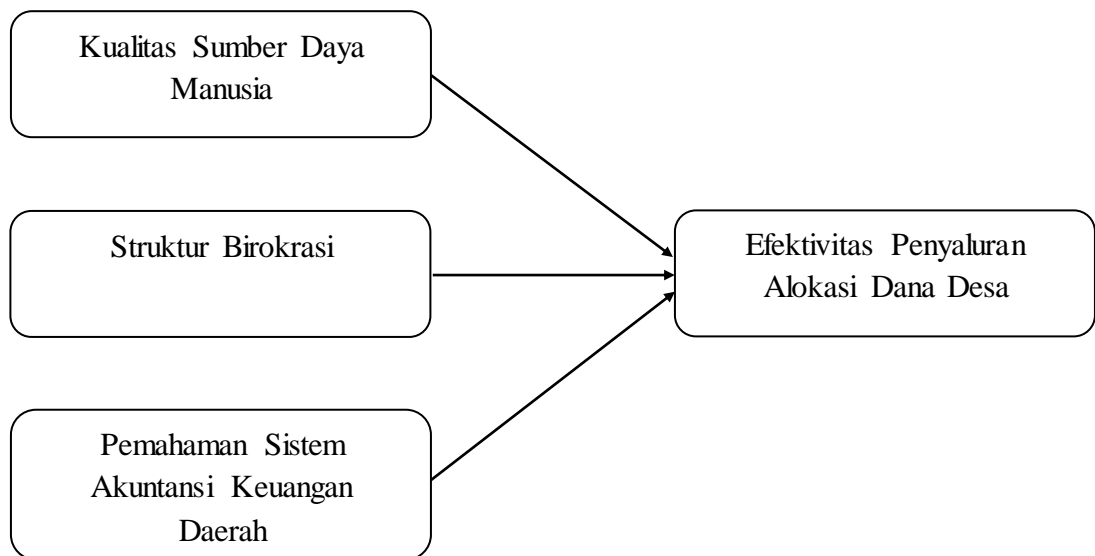 Kualitas Sumber Daya
Manusia
Struktur Birokrasi
Efektivitas Penyaluran
Alokasi Dana Desa
Pemahaman Sistem
Akuntansi Keuangan
Daerah